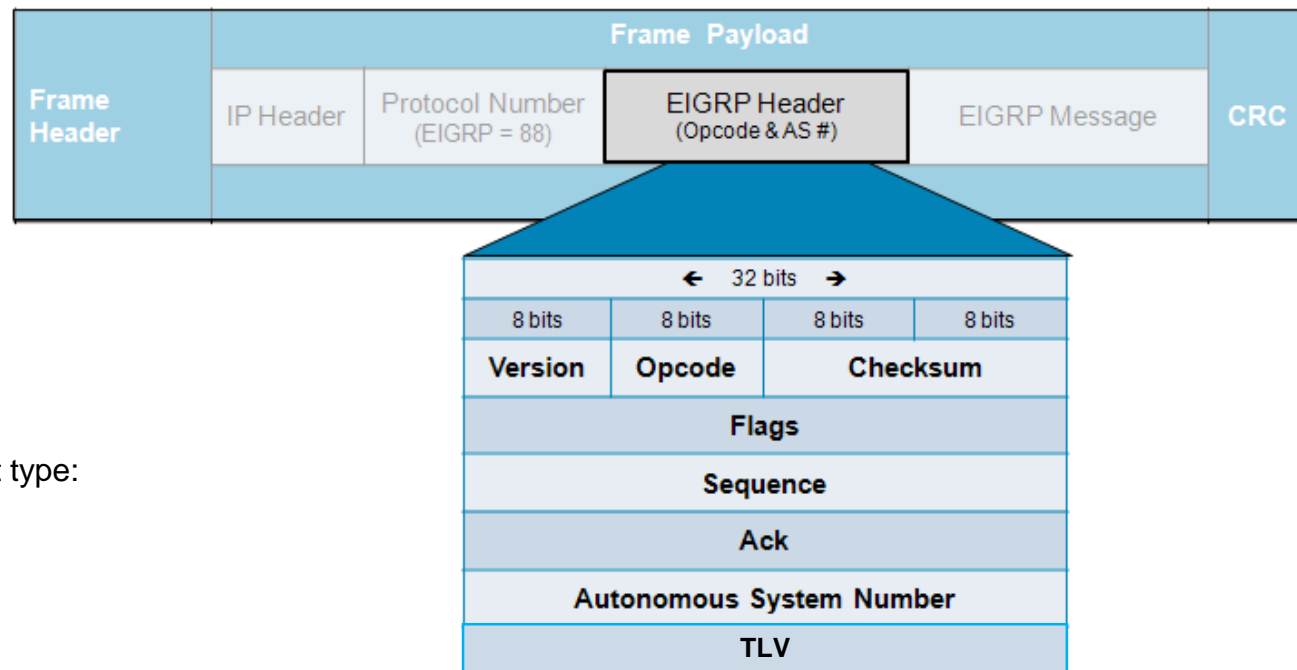 Frame Payload
Frame
Header
IP Header
Protocol Number
(EIGRP = 88)
EIGRP Header
(Opcode & AS #)
EIGRP Message
CRC
← 32 bits →
8 bits 8 bits 8 bits 8 bits
Version Opcode Checksum
Flags
type:
Sequence
Ack
Autonomous System Number
TLV